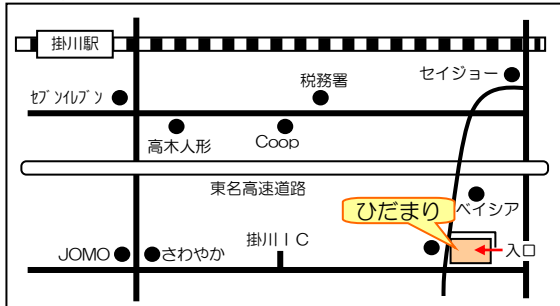 掛川駅
セイジョー
ｾﾌﾞﾝｲﾚﾌﾞﾝ
税務署
高木人形
Coop
東名高速道路
ひだまり
ベイシア
JOMO
さわやか
掛川ＩＣ
入口